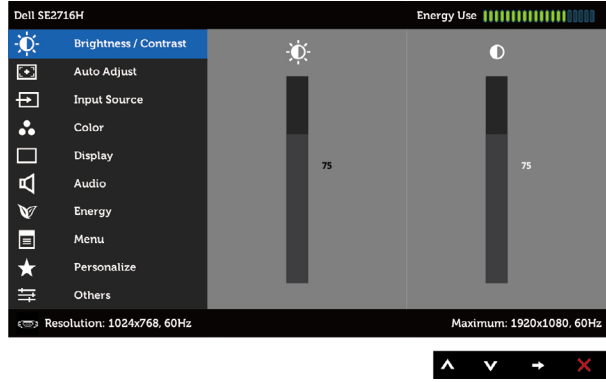 Dell SE2716H
Energy Use
Brightness / Contrast
Auto Adjust
Input Source
Color
Display
75
75
Audio
Energy
Menu
Personalize
Others
Resolution: 1024x768, 60Hz
Maximum: 1920x1080, 60Hz